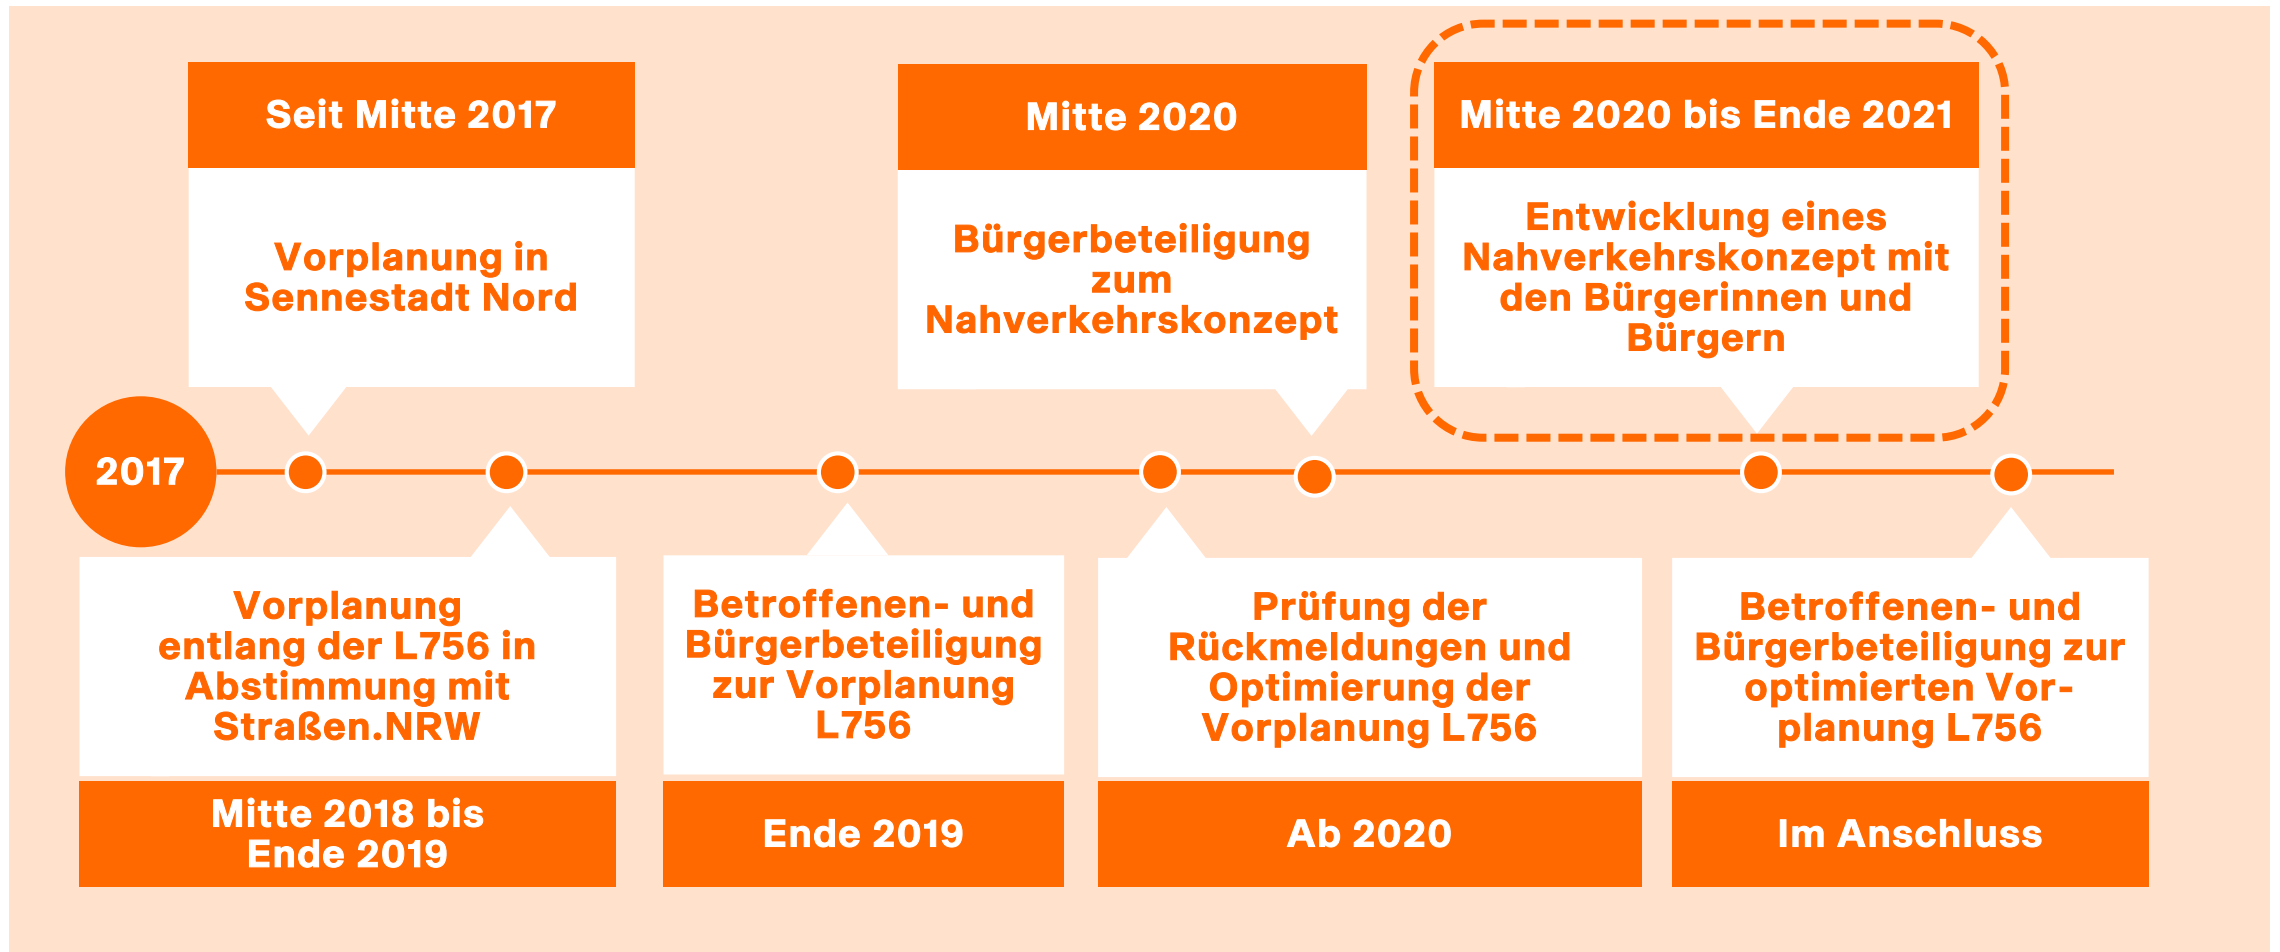 Seit Mitte 2017
Vorplanung in
Sennestadt Nord
Mitte 2020
Bürgerbeteiligung
zum
Nahverkehrskonzept
Mitte 2020 bis Ende 2021
Entwicklung eines
Nahverkehrskonzept mit
den Bürgerinnen und
Bürgern
2017
Vorplanung
entlang der L756 in
Abstimmung mit
Straßen.NRW
Mitte 2018 bis
Ende 2019
Betroffenen- und
Bürgerbeteiligung
zur Vorplanung
L756
Ende 2019
Prüfung der
Rückmeldungen und
Optimierung der
Vorplanung L756
Ab 2020
Betroffenen- und
Bürgerbeteiligung zur
optimierten Vor-
planung L756
Im Anschluss